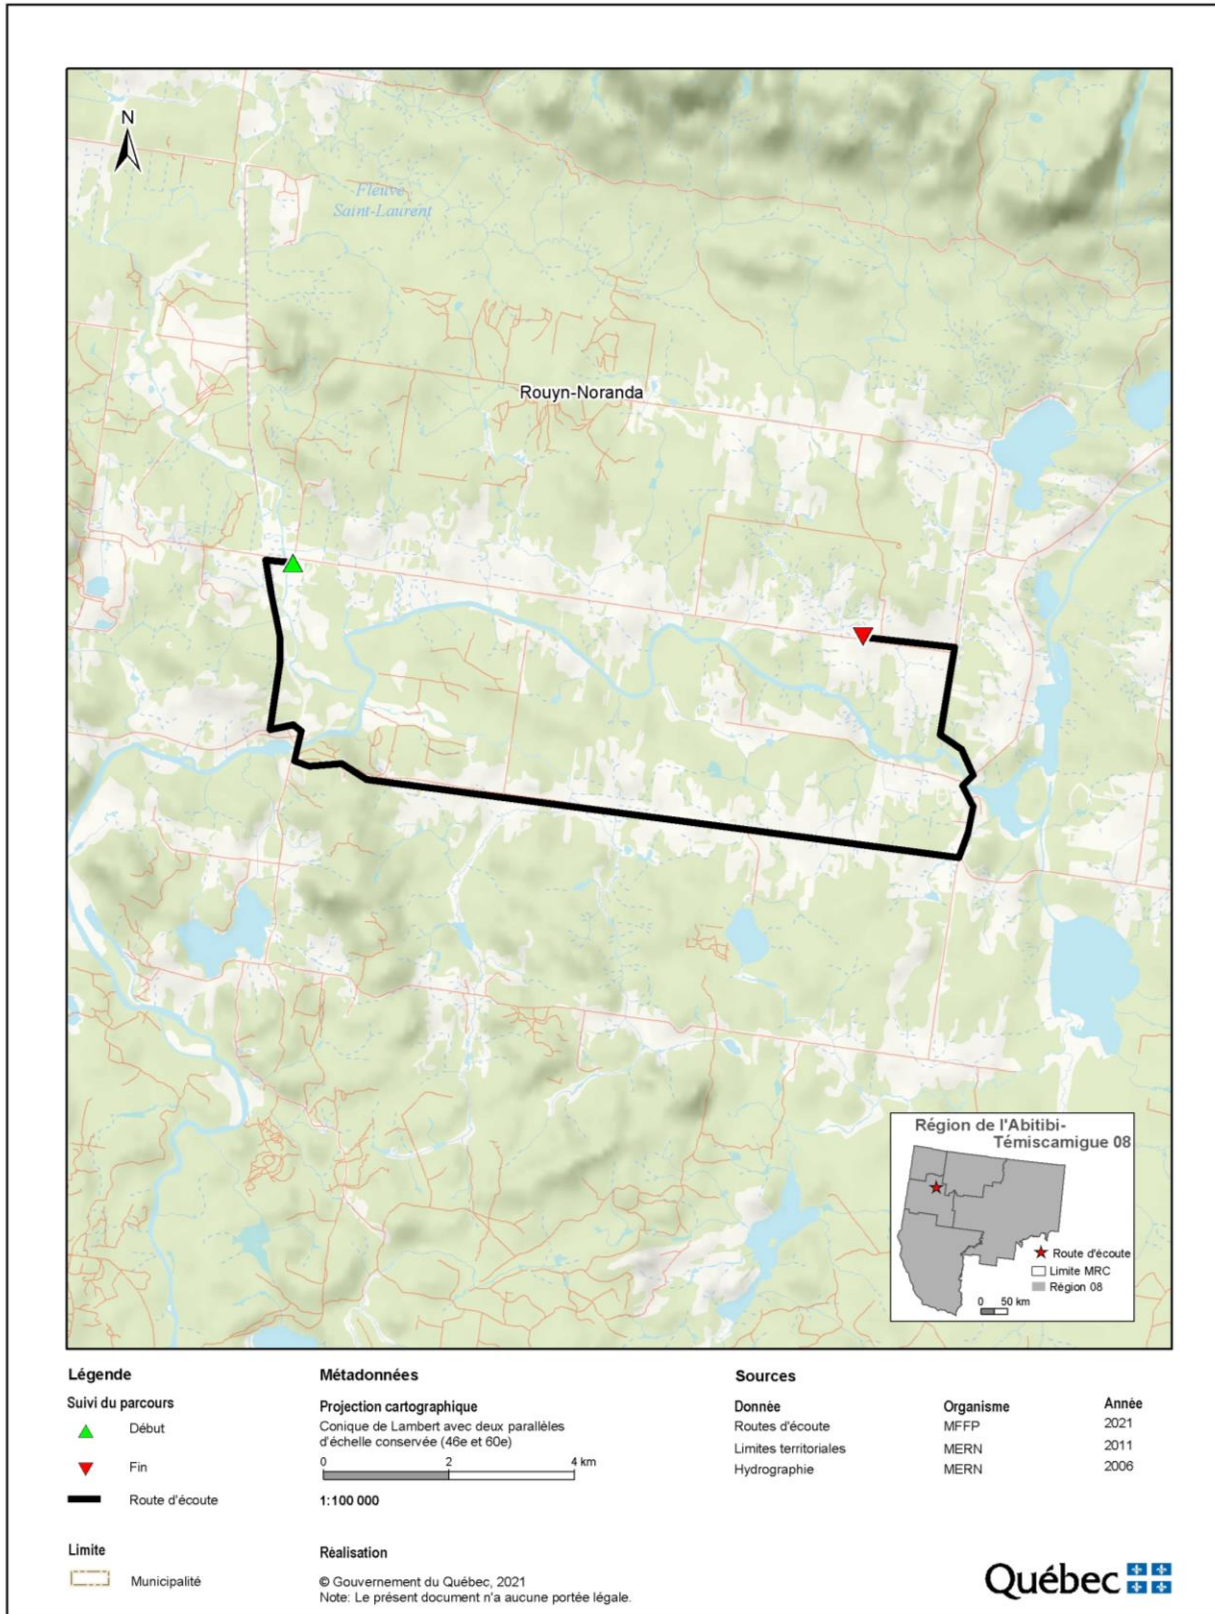 N
Fleuve
Saint-Laurent
Rouyn-Noranda
Région de l'Abitibi-
Témiscamigue 08
Route d'écoute
Limite MRC
Région 08
0 50 km
Légende
Suivi du parcours
Début
Fin
Route d'écoute
Limite
Municipalité
Métadonnées
Projection cartographique
Conique de Lambert avec deux parallèles
d'échelle conservée (46e et 60e)
0 2 4 km
1:100 000
Réalisation
© Gouvernement du Québec, 2021
Note: Le présent document n'a aucune portée légale.
Sources
Donnée Organisme Année
Routes d'écoute MFFP 2021
Limites territoriales MERN 2011
Hydrographie MERN 2006
Québec